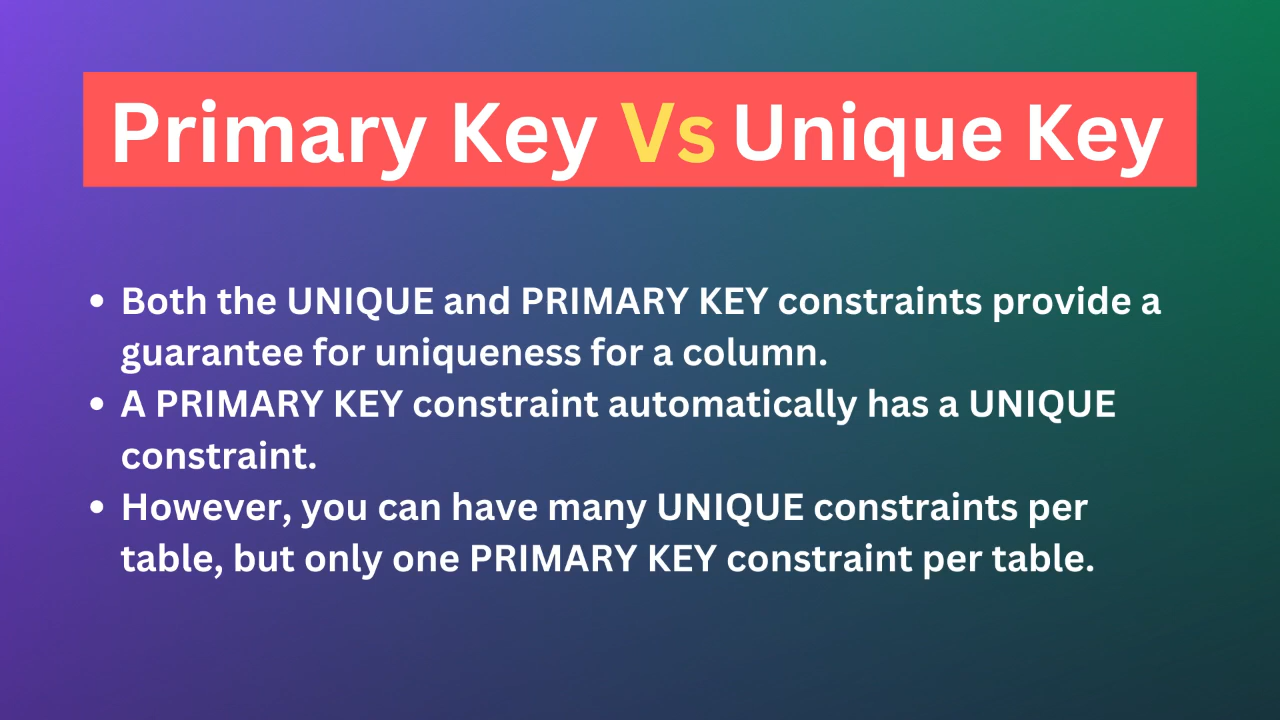 Primary Key Vs Unique Key
• Both the UNIQUE and PRIMARY KEY constraints provide a
guarantee for uniqueness for a column.
• A PRIMARY KEY constraint automatically has a UNIQUE
constraint.
• However, you can have many UNIQUE constraints per
table, but only one PRIMARY KEY constraint per table.